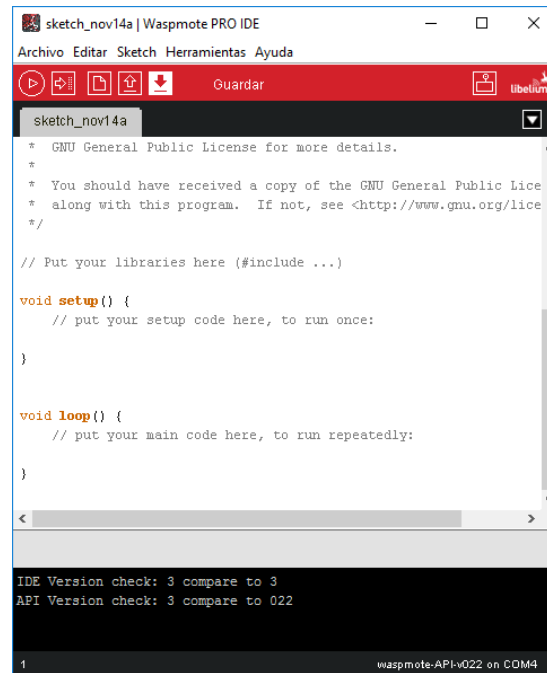 sketch_nov14a | Waspmote PRO IDE
Archivo Editar Sketch Herramientas Ayuda
Guardar
libelium
sketch_nov14a
*  GNU General Public License for more details.
*
*  You should have received a copy of the GNU General Public Lice
*  along with this program.  If not, see <http://www.gnu.org/lice
*/
// Put your libraries here (#include ...)
void setup() {
// put your setup code here, to run once:
}
void loop() {
// put your main code here, to run repeatedly:
}
IDE Version check: 3 compare to 3
API Version check: 3 compare to 022
1
waspmote-API-v022 on COM4